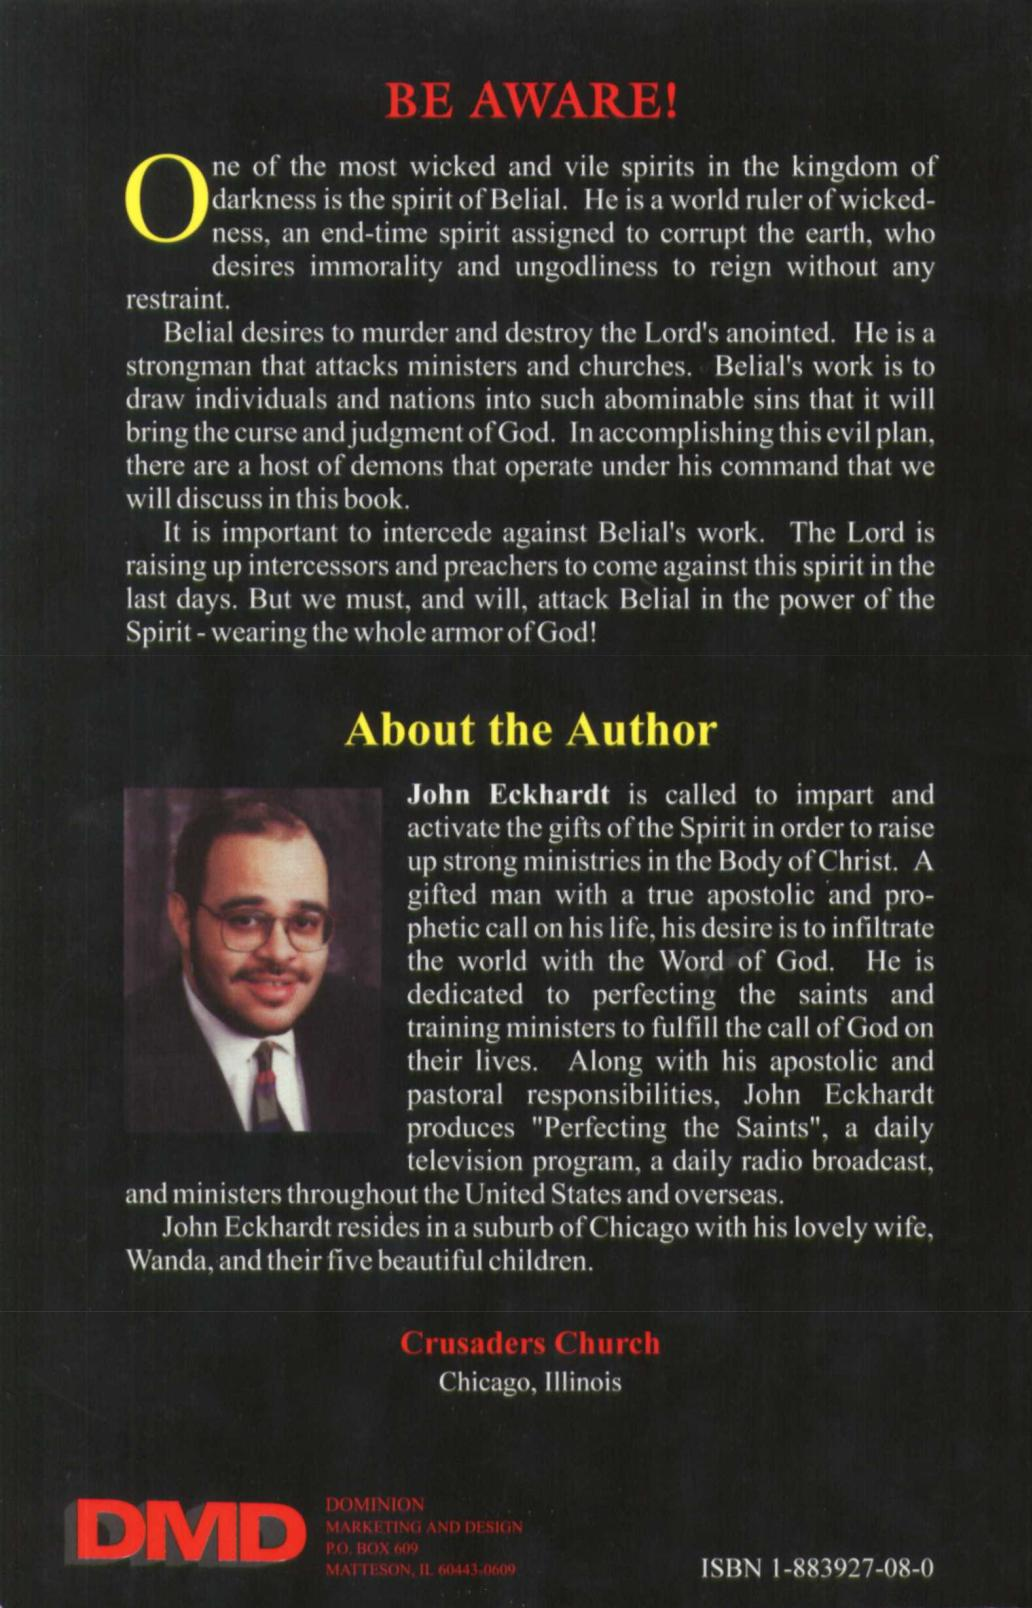 BE AWARE!
One of the most wicked and vile spirits in the kingdom of
darkness is the spirit of Belial. He is a world ruler of wicked-
ness, an end-time spirit assigned to corrupt the earth, who
desires immorality and ungodliness to reign without any
restraint.
Belial desires to murder and destroy the Lord's anointed. He is a
strongman that attacks ministers and churches. Belial's work is to
draw individuals and nations into such abominable sins that it will
bring the curse and judgment of God. In accomplishing this evil plan,
there are a host of demons that operate under his command that we
will discuss in this book.
It is important to intercede against Belial's work. The Lord is
raising up intercessors and preachers to come against this spirit in the
last days. But we must, and will, attack Belial in the power of the
Spirit - wearing the whole armor of God!
About the Author
John Eckhardt is called to impart and
activate the gifts of the Spirit in order to raise
up strong ministries in the Body of Christ. A
gifted man with a true apostolic and pro-
phetic call on his life, his desire is to infiltrate
the world with the Word of God. He is
dedicated to perfecting the saints and
training ministers to fulfill the call of God on
their lives. Along with his apostolic and
pastoral responsibilities, John Eckhardt
produces "Perfecting the Saints", a daily
television program, a daily radio broadcast,
and ministers throughout the United States and overseas.
John Eckhardt resides in a suburb of Chicago with his lovely wife,
Wanda, and their five beautiful children.
Crusaders Church
Chicago, Illinois
DMD
DOMINION
MARKETING AND DESIGN
P.O. BOX 609
MATTESON, IL 60443-0609
ISBN 1-883927-08-0